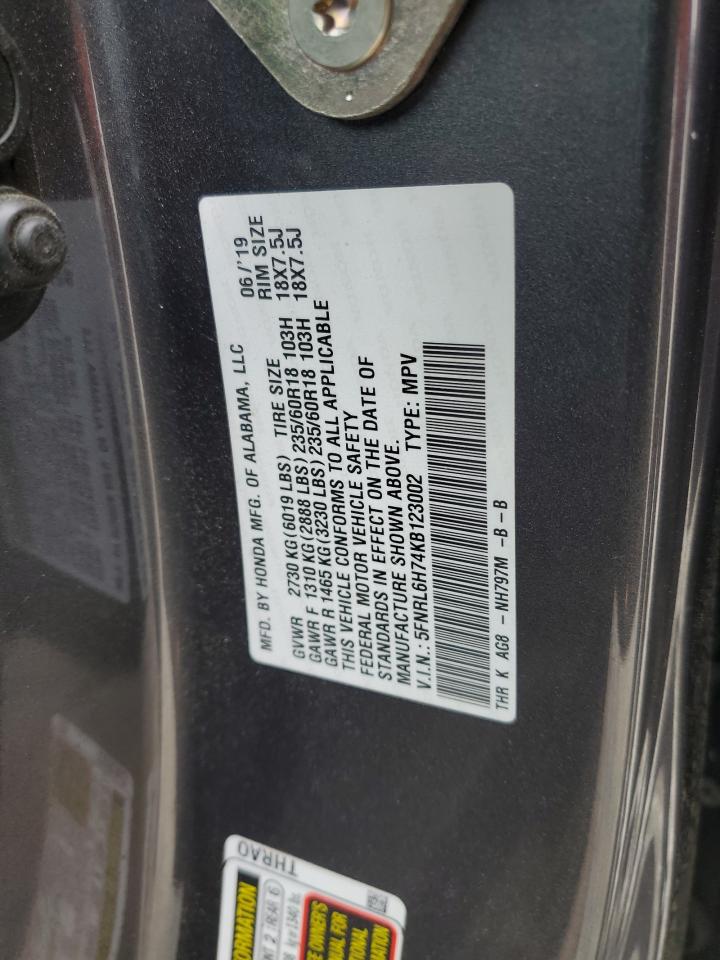 MFD. BY HONDA MFG. OF ALABAMA, LLC 06/'19
GVWR 2730 KG (6019 LBS) TIRE SIZE RIM SIZE
GAWR F 1310 KG (2888 LBS) 235/60R18 103H 18X7.5J
GAWR R 1465 KG (3230 LBS) 235/60R18 103H 18X7.5J
THIS VEHICLE CONFORMS TO ALL APPLICABLE
FEDERAL MOTOR VEHICLE SAFETY
STANDARDS IN EFFECT ON THE DATE OF
MANUFACTURE SHOWN ABOVE.
V.I.N.: 5FNRL6H74KB123002 TYPE: MPV
THR K AG8 - NH797M -B - B
THRA0